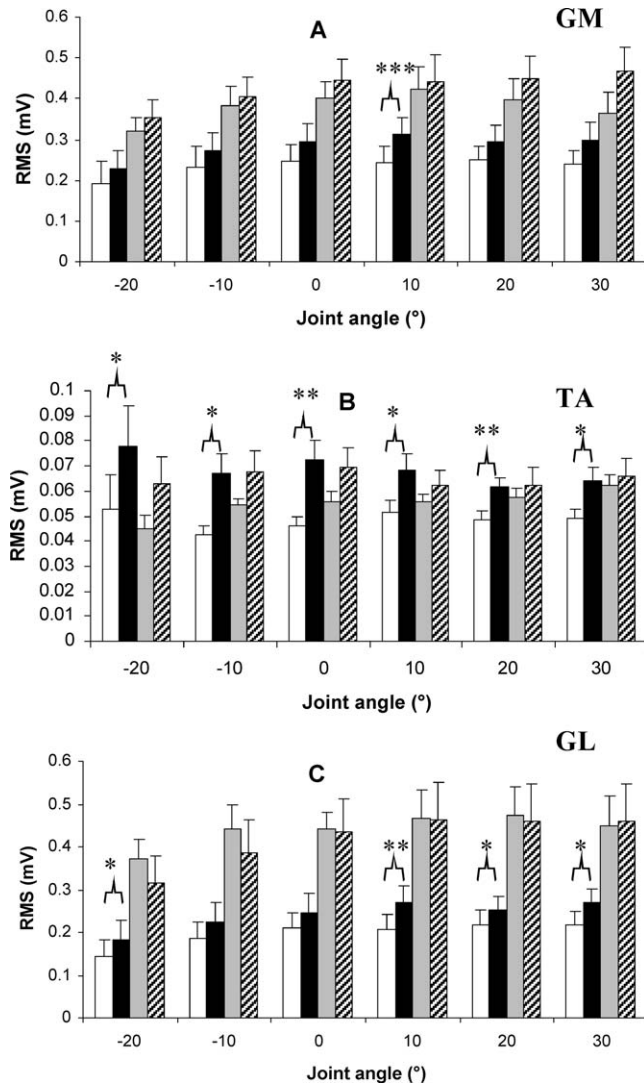 A GM
0.6
0.5
0.4
0.3
0.2
0.1
0
RMS (mV)
***
-20 -10 0 10 20 30
Joint angle (°)
B TA
0.1
0.09
0.08
0.07
0.06
0.05
0.04
0.03
0.02
0.01
0
RMS (mV)
* * ** * ** *
-20 -10 0 10 20 30
Joint angle (°)
C GL
0.6
0.5
0.4
0.3
0.2
0.1
0
RMS (mV)
* ** * *
-20 -10 0 10 20 30
Joint angle (°)